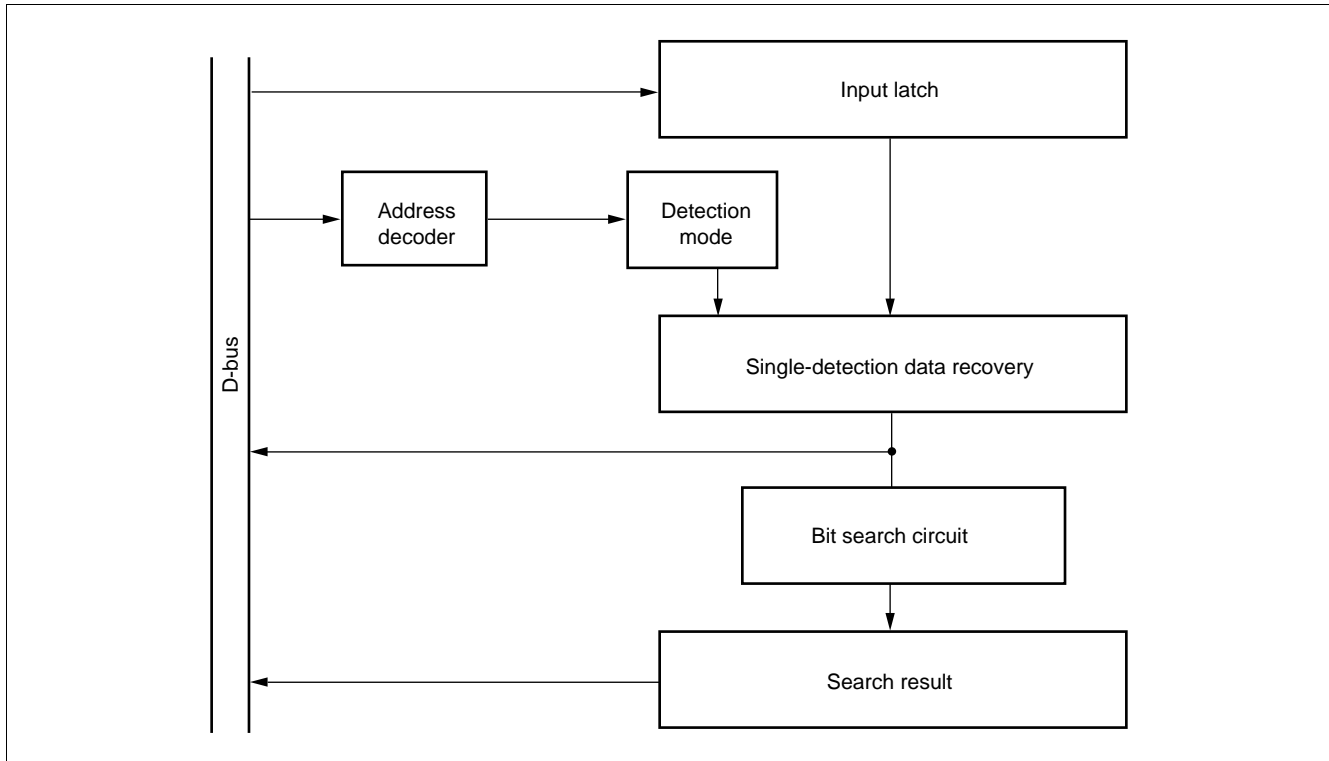 Input latch
Address
decoder
Detection
mode
D-bus
Single-detection data recovery
Bit search circuit
Search result